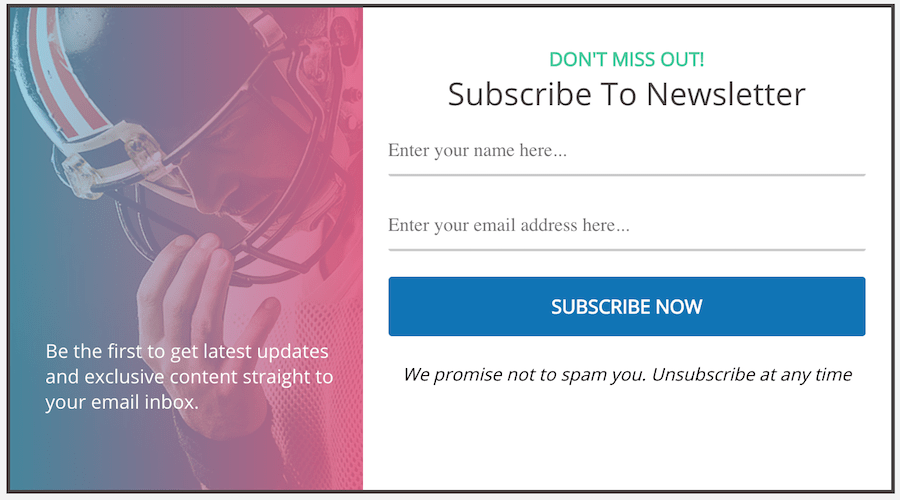 DON'T MISS OUT!
Subscribe To Newsletter
Enter your name here...
Enter your email address here...
SUBSCRIBE NOW
We promise not to spam you. Unsubscribe at any time
Be the first to get latest updates
and exclusive content straight to
your email inbox.